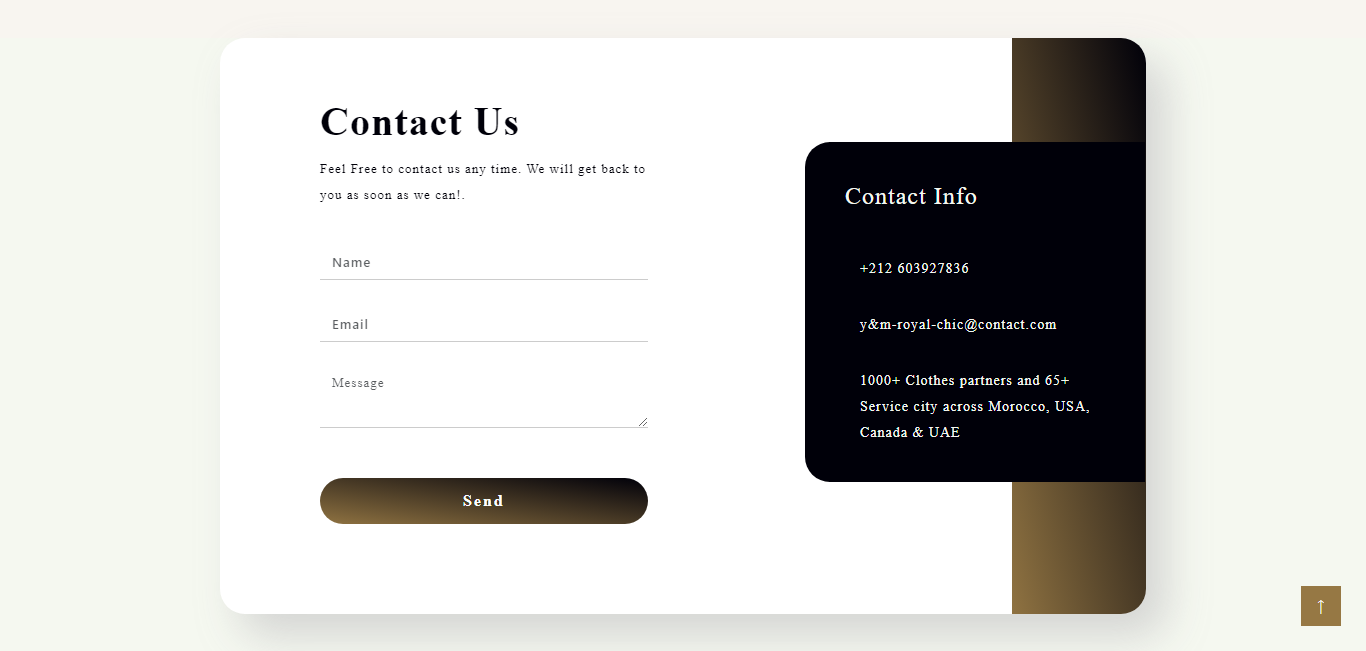 Contact Us
Feel Free to contact us any time. We will get back to
you as soon as we can!.
Name
Email
Message
Send
Contact Info
+212 603927836
y&m-royal-chic@contact.com
1000+ Clothes partners and 65+
Service city across Morocco, USA,
Canada & UAE
↑